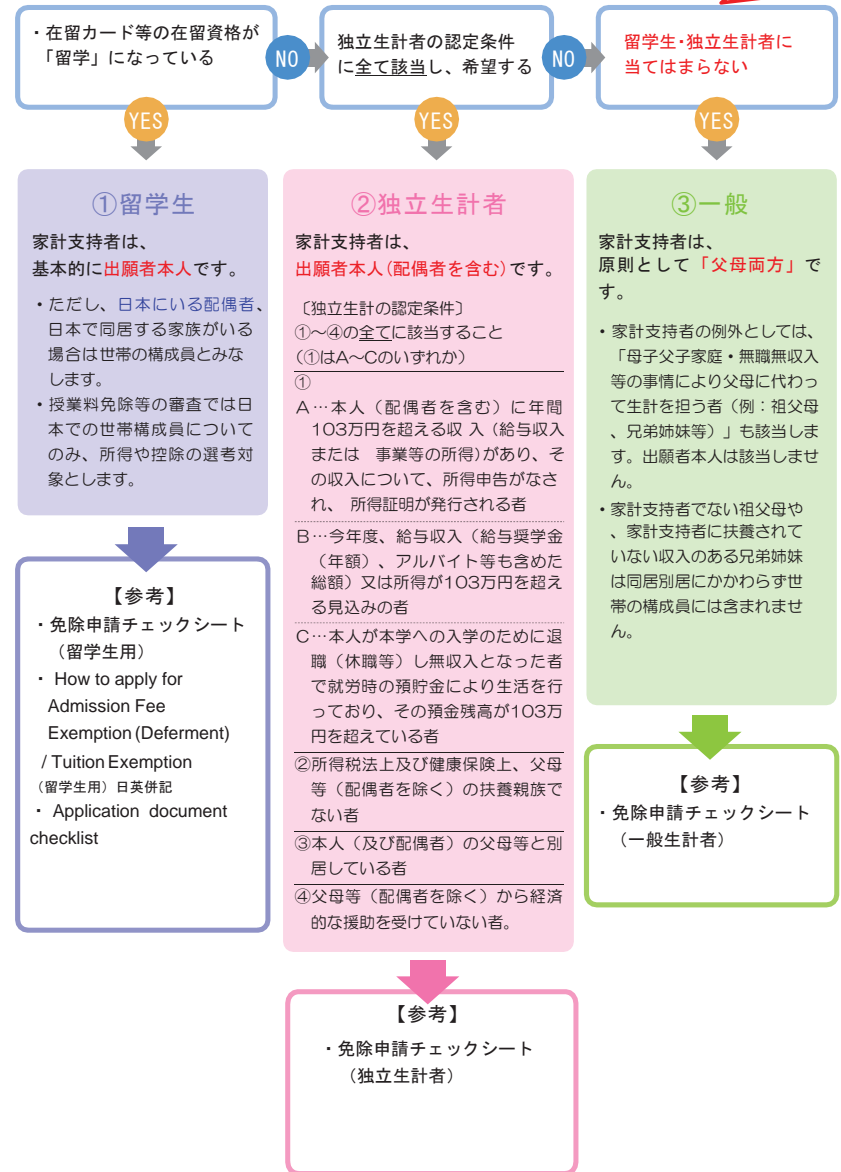 ・在留カード等の在留資格が
「留学」になっている
NO
独立生計者の認定条件
に全て該当し、希望する
NO
留学生・独立生計者に
当てはまらない
YES
YES
YES
①留学生
家計支持者は、
基本的に出願者本人です。
・ただし、日本にいる配偶者、
日本で同居する家族がいる
場合は世帯の構成員とみな
します。
・授業料免除等の審査では日
本での世帯構成員について
のみ、所得や控除の選考対
象とします。
【参考】
・免除申請チェックシート
（留学生用）
・ How to apply for
Admission Fee
Exemption (Deferment)
/ Tuition Exemption
（留学生用）日英併記
・ Application document
checklist
②独立生計者
家計支持者は、
出願者本人(配偶者を含む)です。
〔独立生計の認定条件〕
①～④の全てに該当すること
（①はA～Cのいずれか）
①
A…本人（配偶者を含む）に年間
103万円を超える収 入（給与収入
または 事業等の所得)があり、そ
の収入について、所得申告がなさ
れ、 所得証明が発行される者
B…今年度、給与収入（給与奨学金
（年額）、アルバイト等も含めた
総額）又は所得が103万円を超え
る見込みの者
C…本人が本学への入学のために退
職（休職等）し無収入となった者
で就労時の預貯金により生活を行
っており、その預金残高が103万
円を超えている者
②所得税法上及び健康保険上、父母
等（配偶者を除く）の扶養親族で
ない者
③本人（及び配偶者）の父母等と別
居している者
④父母等（配偶者を除く）から経済
的な援助を受けていない者。
【参考】
・免除申請チェックシート
（独立生計者）
③一般
家計支持者は、
原則として「父母両方」で
す。
・家計支持者の例外としては、
「母子父子家庭・無職無収入
等の事情により父母に代わっ
て生計を担う者（例：祖父母
、兄弟姉妹等）」も該当しま
す。出願者本人は該当しませ
ん。
・家計支持者でない祖父母や
、家計支持者に扶養されて
いない収入のある兄弟姉妹
は同居別居にかかわらず世
帯の構成員には含まれませ
ん。
【参考】
・免除申請チェックシート
（一般生計者）